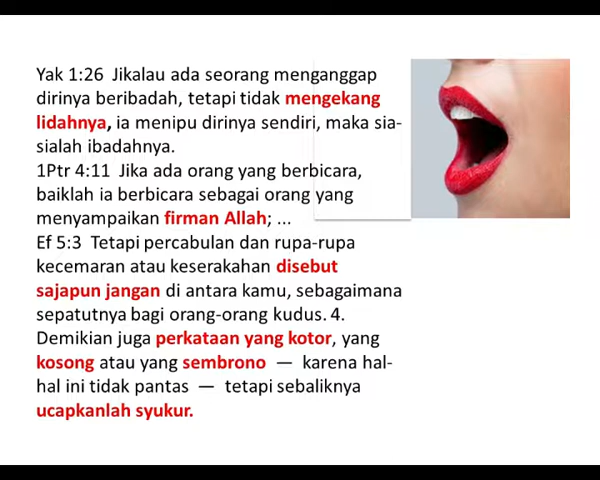 Yak 1:26  Jikalau ada seorang menganggap
dirinya beribadah, tetapi tidak mengekang
lidahnya, ia menipu dirinya sendiri, maka sia-
sialah ibadahnya.
1Ptr 4:11  Jika ada orang yang berbicara,
baiklah ia berbicara sebagai orang yang
menyampaikan firman Allah; ...
Ef 5:3  Tetapi percabulan dan rupa-rupa
kecemaran atau keserakahan disebut
sajapun jangan di antara kamu, sebagaimana
sepatutnya bagi orang-orang kudus. 4.
Demikian juga perkataan yang kotor, yang
kosong atau yang sembrono  —  karena hal-
hal ini tidak pantas  —  tetapi sebaliknya
ucapkanlah syukur.